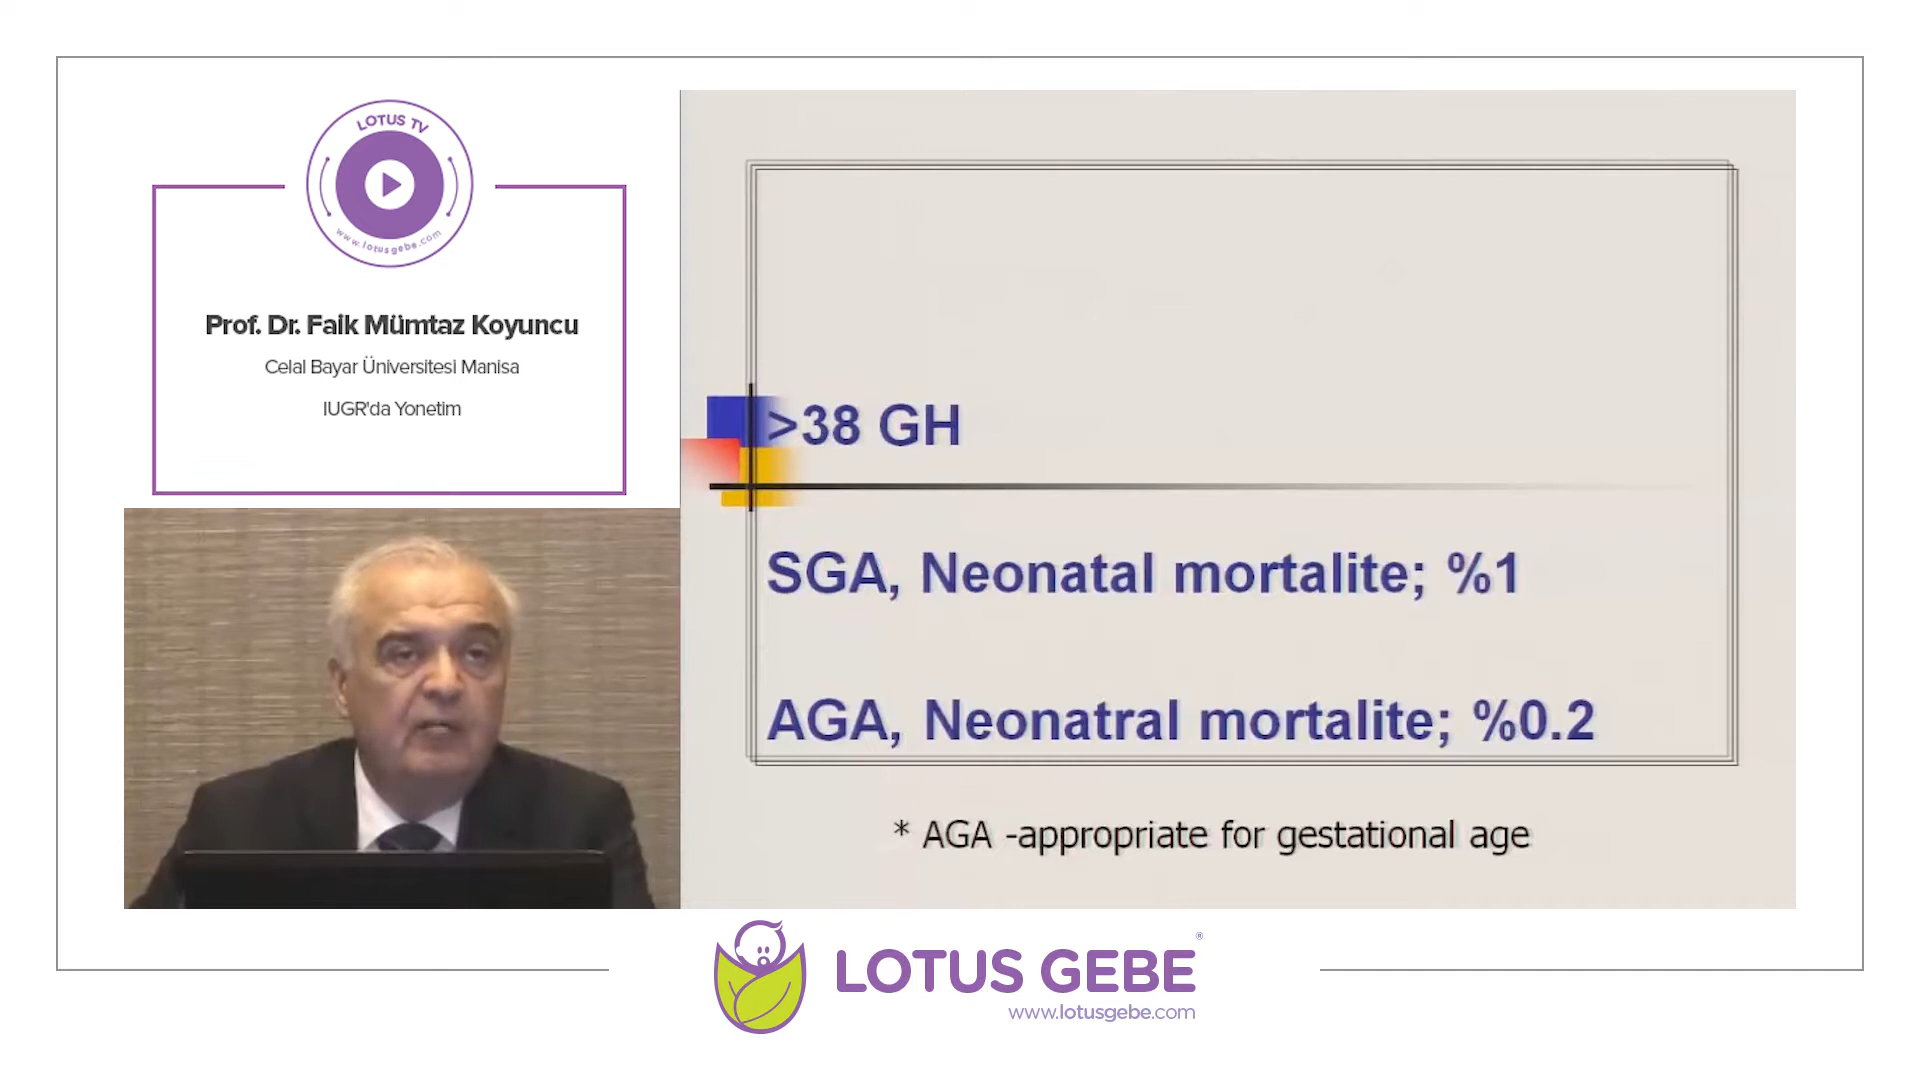 LOTUS TV
www.lotusgebe.com
Prof. Dr. Faik Mümtaz Koyuncu
Celal Bayar Üniversitesi Manisa
IUGR'da Yonetim
>38 GH
SGA, Neonatal mortalite; %1
AGA, Neonatral mortalite; %0.2
* AGA -appropriate for gestational age
LOTUS GEBE®
www.lotusgebe.com